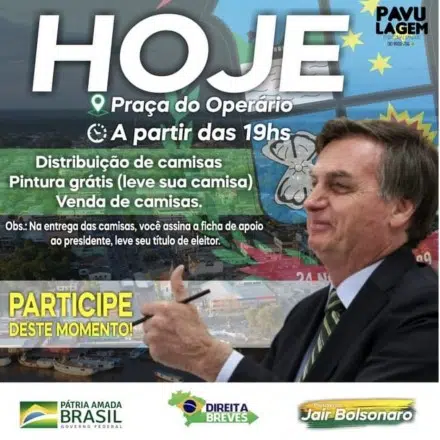 PAVU
LAGEM
HOJE
Praça do Operário
A partir das 19hs
Distribuição de camisas
Pintura grátis (leve sua camisa)
Venda de camisas.
Obs.: Na entrega das camisas, você assina a ficha de apoio
ao presidente, leve seu título de eleitor.
PARTICIPE
DESTE MOMENTO!
PÁTRIA AMADA
BRASIL
GOVERNO FEDERAL
DIREITA
BREVES
Jair Bolsonaro